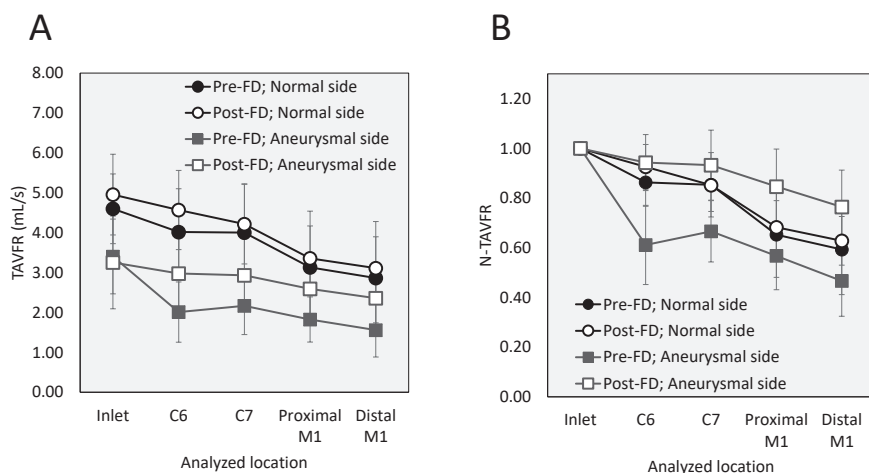 A
8.00
7.00
6.00
5.00
4.00
3.00
2.00
1.00
0.00
TAVFR (mL/s)
Pre-FD; Normal side
Post-FD; Normal side
Pre-FD; Aneurysmal side
Post-FD; Aneurysmal side
Inlet
C6
C7
Proximal
M1
Distal
M1
Analyzed location
B
1.20
1.00
0.80
0.60
0.40
0.20
0.00
N-TAVFR
Pre-FD; Normal side
Post-FD; Normal side
Pre-FD; Aneurysmal side
Post-FD; Aneurysmal side
Inlet
C6
C7
Proximal
M1
Distal
M1
Analyzed location